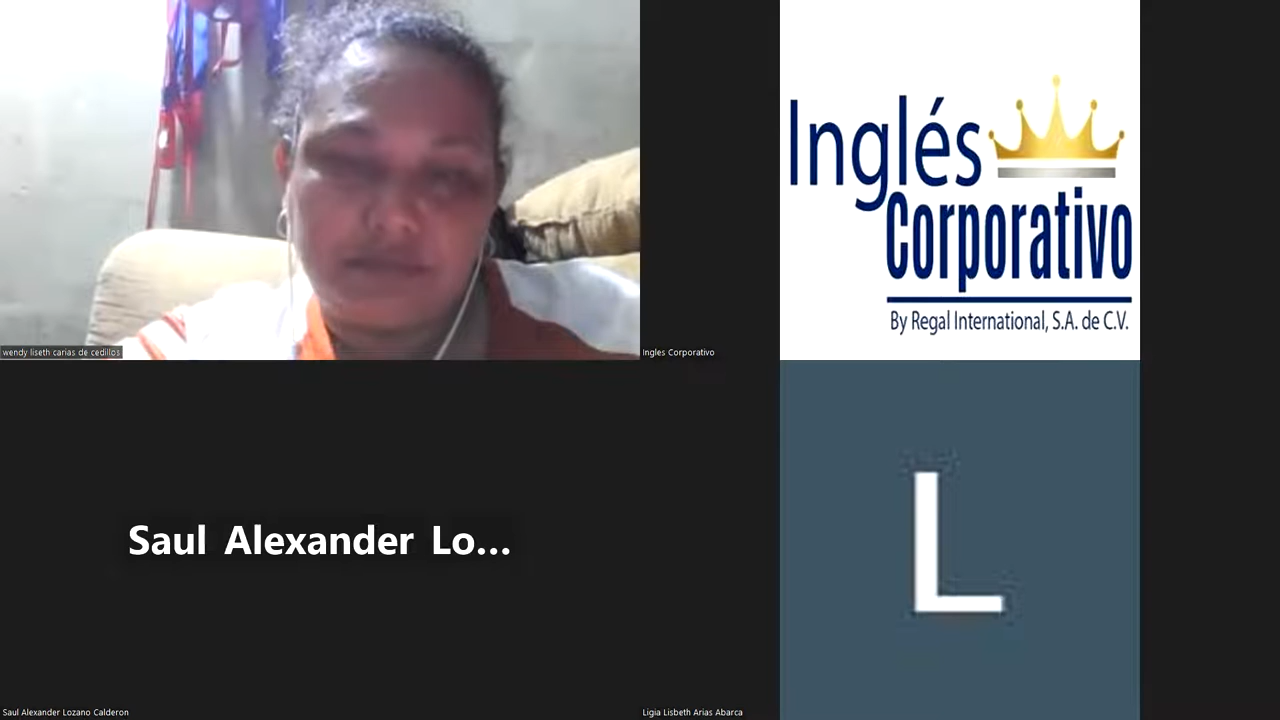 Inglés
Corporativo
By Regal International, S.A. de C.V.
wendy liseth carias de cedillos
Ingles Corporativo
Saul Alexander Lo...
L
Saul Alexander Lozano Calderon
Ligia Lisbeth Arias Abarca